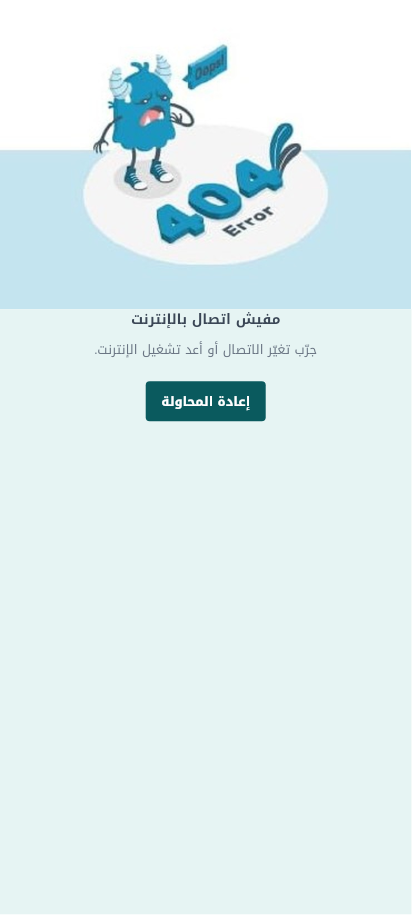 Oops!
404
Error
مفيش اتصال بالإنترنت
جرّب تغيّر الاتصال أو أعد تشغيل الإنترنت.
إعادة المحاولة